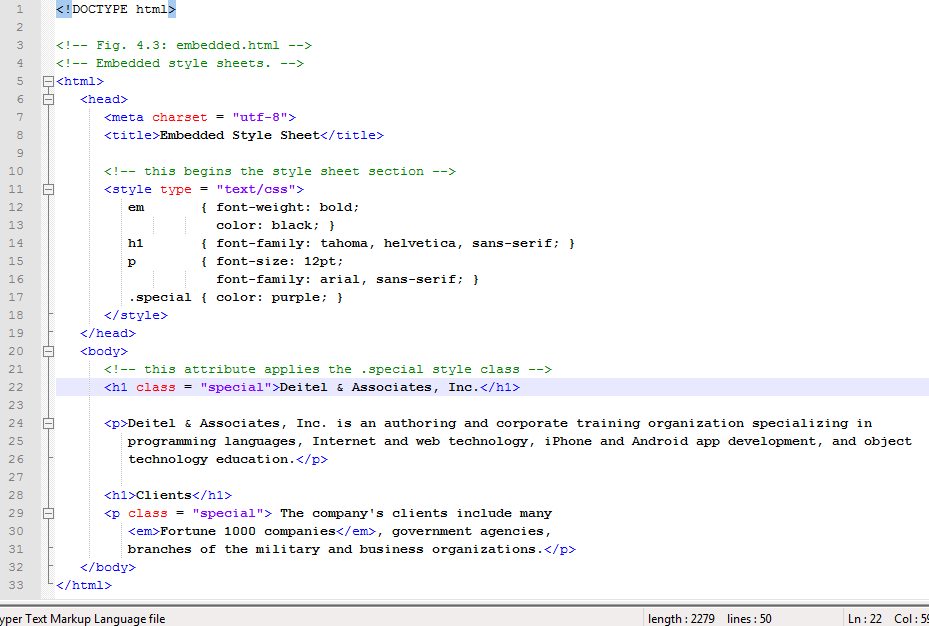 1 <!DOCTYPE html>
2
3 <!-- Fig. 4.3: embedded.html -->
4 <!-- Embedded style sheets. -->
5 <html>
6    <head>
7       <meta charset = "utf-8">
8       <title>Embedded Style Sheet</title>
9
10       <!-- this begins the style sheet section -->
11       <style type = "text/css">
12          em       { font-weight: bold;
13                     color: black; }
14          h1       { font-family: tahoma, helvetica, sans-serif; }
15          p        { font-size: 12pt;
16                     font-family: arial, sans-serif; }
17          .special { color: purple; }
18       </style>
19    </head>
20    <body>
21       <!-- this attribute applies the .special style class -->
22       <h1 class = "special">Deitel & Associates, Inc.</h1>
23
24       <p>Deitel & Associates, Inc. is an authoring and corporate training organization specializing in
25          programming languages, Internet and web technology, iPhone and Android app development, and object
26          technology education.</p>
27
28       <h1>Clients</h1>
29       <p class = "special"> The company's clients include many
30          <em>Fortune 1000 companies</em>, government agencies,
31          branches of the military and business organizations.</p>
32    </body>
33 </html>
yper Text Markup Language file length : 2279 lines : 50 Ln : 22 Col : 59